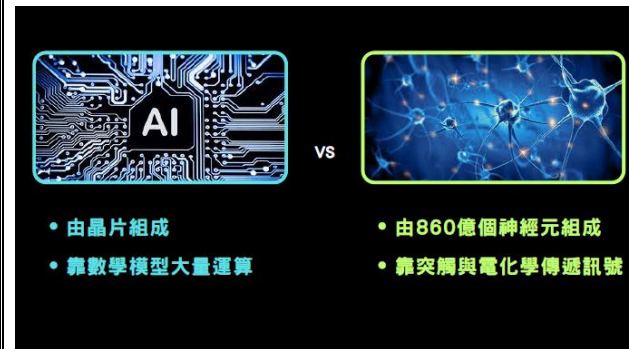 AI
vs
• 由晶片組成
• 靠數學模型大量運算
• 由860億個神經元組成
• 靠突觸與電化學傳遞訊號